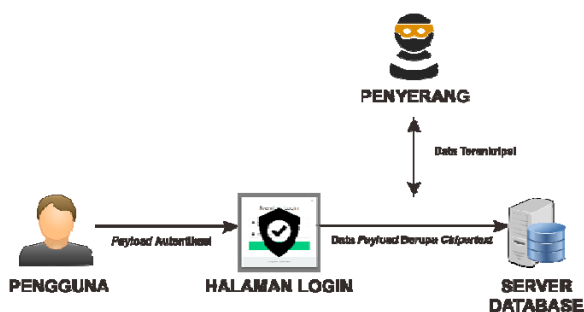 PENYERANG
Data Terenkripsi
Payload Autentikasi
Data Payload Berupa Chipertext
PENGGUNA
HALAMAN LOGIN
SERVER
DATABASE